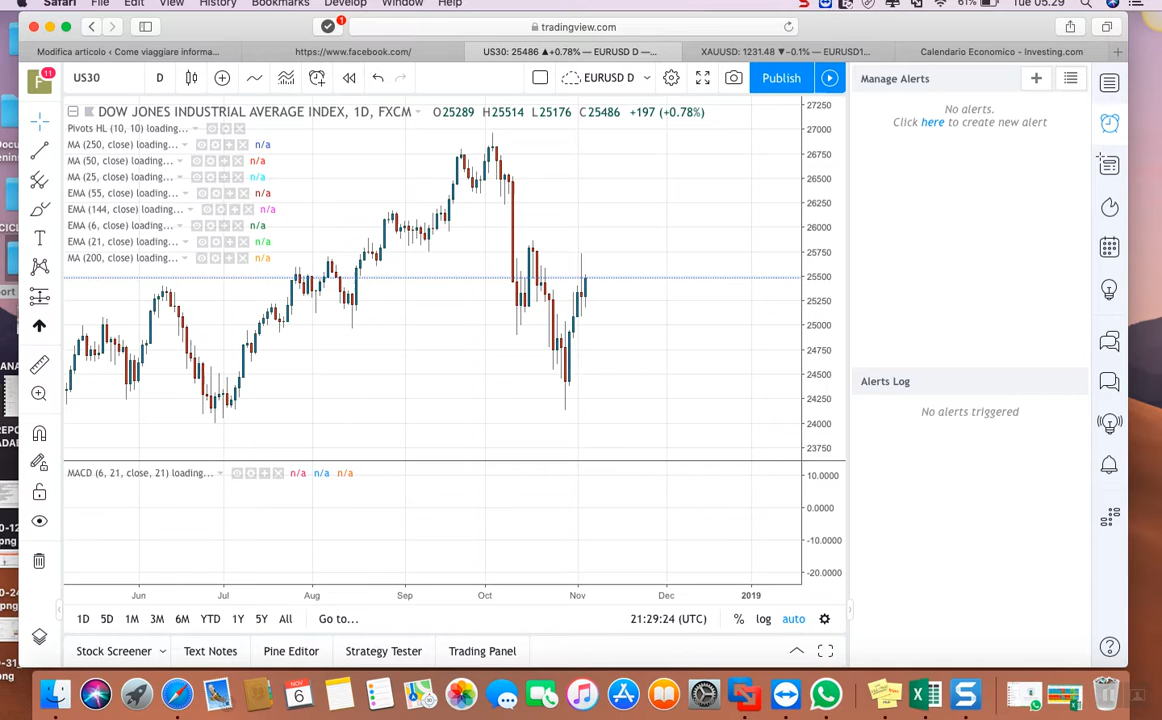 Safari File Edit View History Bookmarks Develop Window Help 61% Tue 05.29
1
tradingview.com
Modifica articolo ‹ Come viaggiare informa...
https://www.facebook.com/
US30: 25486 ▲+0.78% — EURUSD D —...
XAUUSD: 1231.48 ▼−0.1% — EURUSD1...
Calendario Economico - Investing.com
11
US30 D EURUSD D Publish
Manage Alerts
DOW JONES INDUSTRIAL AVERAGE INDEX, 1D, FXCM O25289 H25514 L25176 C25486 +197 (+0.78%)
Pivots HL (10, 10) loading...
MA (250, close) loading... n/a
MA (50, close) loading... n/a
MA (25, close) loading... n/a
EMA (55, close) loading... n/a
EMA (144, close) loading... n/a
EMA (6, close) loading... n/a
EMA (21, close) loading... n/a
MA (200, close) loading... n/a
27250
27000
26750
26500
26250
26000
25750
25500
25250
25000
24750
24500
24250
24000
23750
No alerts.
Click here to create new alert
Alerts Log
No alerts triggered
MACD (6, 21, close, 21) loading... n/a n/a n/a
10.0000
0.0000
-10.0000
-20.0000
Jun Jul Aug Sep Oct Nov Dec 2019
1D 5D 1M 3M 6M YTD 1Y 5Y All Go to... 21:29:24 (UTC) % log auto
Stock Screener Text Notes Pine Editor Strategy Tester Trading Panel
NOV
6